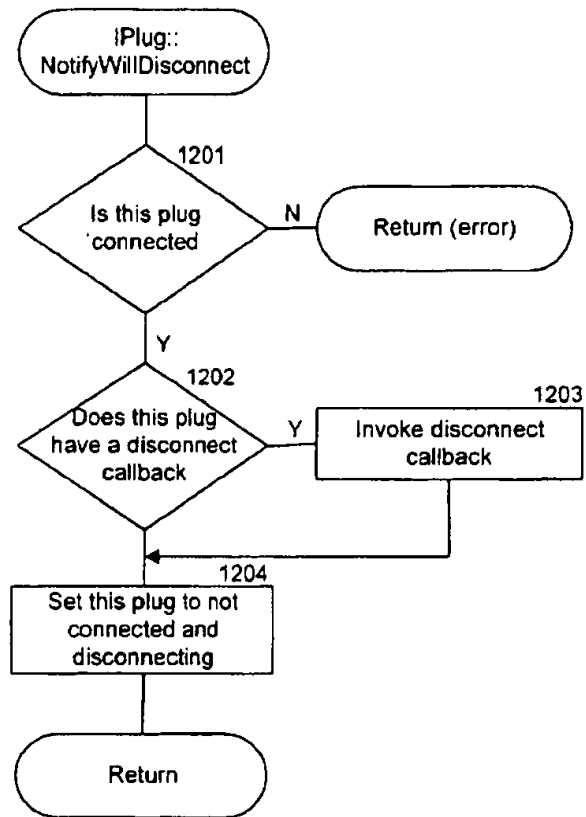 IPlug::
NotifyWillDisconnect
1201
Is this plug
connected
N
Return (error)
Y
1202
Does this plug
have a disconnect
callback
Y
1203
Invoke disconnect
callback
1204
Set this plug to not
connected and
disconnecting
Return